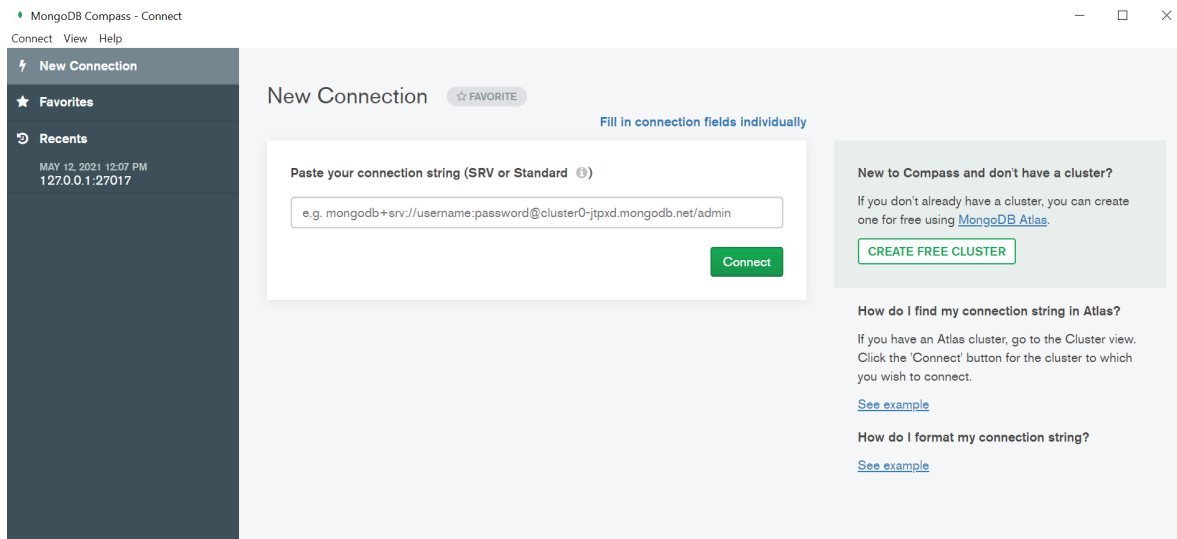 MongoDB Compass - Connect
Connect View Help
New Connection
Favorites
Recents
MAY 12, 2021 12:07 PM
127.0.0.1:27017
New Connection
FAVORITE
Fill in connection fields individually
Paste your connection string (SRV or Standard i)
e.g. mongodb+srv://username:password@cluster0-jtpxd.mongodb.net/admin
Connect
New to Compass and don't have a cluster?
If you don't already have a cluster, you can create
one for free using MongoDB Atlas.
CREATE FREE CLUSTER
How do I find my connection string in Atlas?
If you have an Atlas cluster, go to the Cluster view.
Click the 'Connect' button for the cluster to which
you wish to connect.
See example
How do I format my connection string?
See example